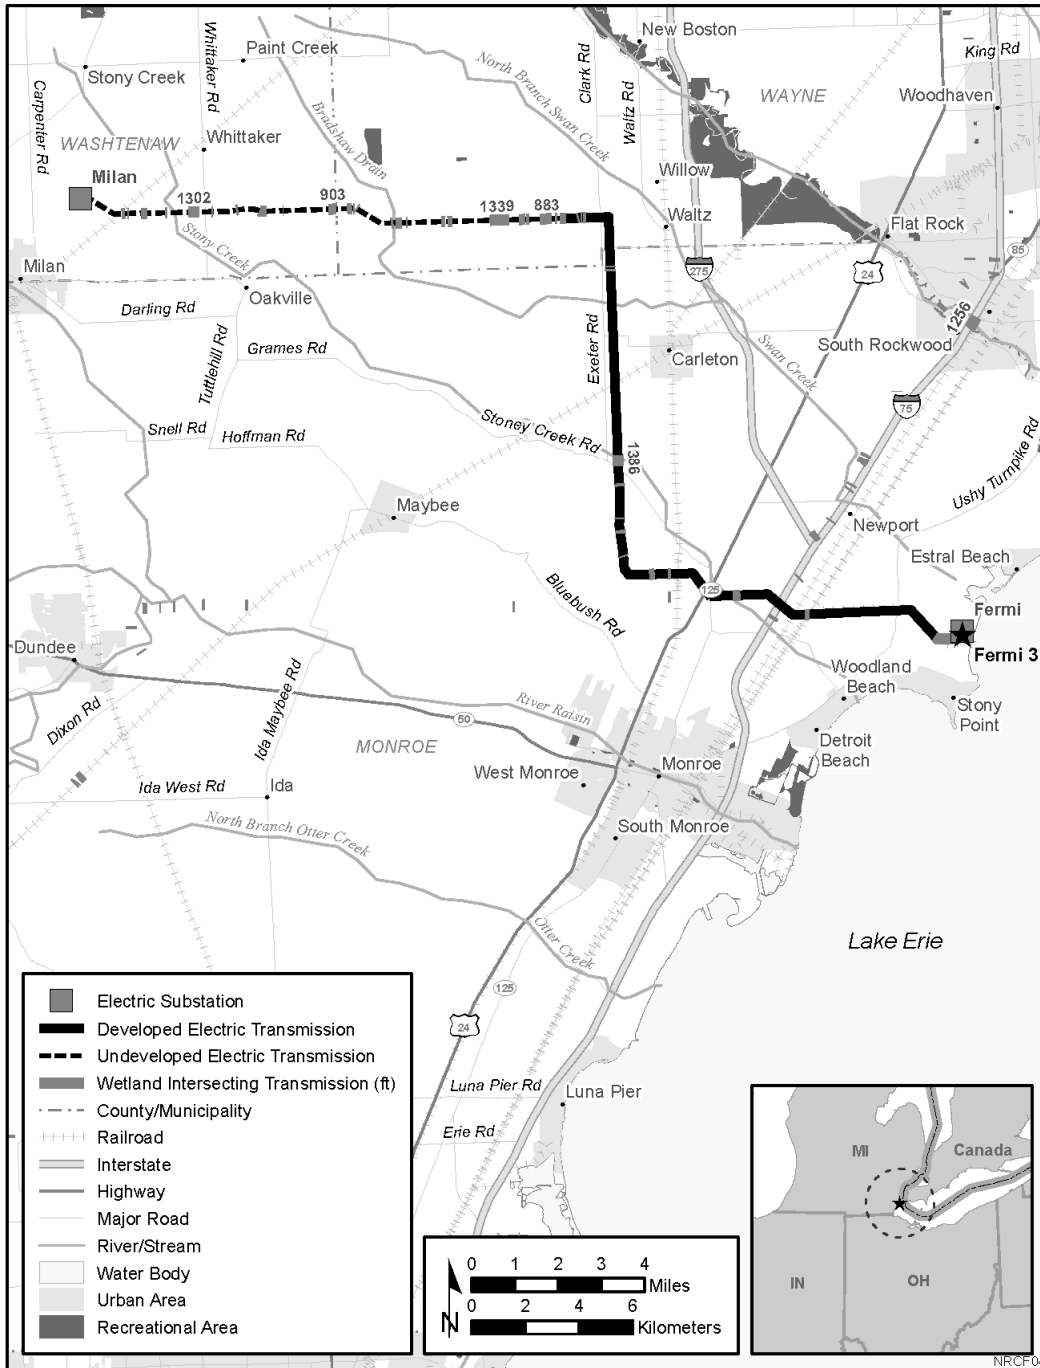 New Boston
King Rd
Paint Creek
Whittaker Rd
Clark Rd
Stony Creek
North Branch Swan Creek
Waltz Rd
WAYNE
Woodhaven
Carpenter Rd
Bradshaw Drain
WASHTENAW
Whittaker
Milan
Willow
1302
903
1339
883
Waltz
Flat Rock
Stony Creek
85
Milan
275
24
Oakville
Darling Rd
1256
Exeter Rd
South Rockwood
Grames Rd
Carleton
Swan Creek
Tuttlehill Rd
75
Snell Rd
Hoffman Rd
Stoney Creek Rd
1386
Ushy Turnpike Rd
Maybee
Newport
Estral Beach
Bluebush Rd
125
Fermi
Fermi 3
Dundee
Woodland
Beach
Stony
Point
Dixon Rd
Ida Maybee Rd
River Raisin
50
MONROE
Detroit
Beach
West Monroe
Monroe
Ida West Rd
Ida
North Branch Otter Creek
South Monroe
Otter Creek
Lake Erie
125
24
Luna Pier Rd
Luna Pier
Erie Rd
Electric Substation
Developed Electric Transmission
Undeveloped Electric Transmission
Wetland Intersecting Transmission (ft)
County/Municipality
Railroad
Interstate
Highway
Major Road
River/Stream
Water Body
Urban Area
Recreational Area
N
0 1 2 3 4
Miles
0 2 4 6
Kilometers
MI
Canada
IN
OH
NRCF04